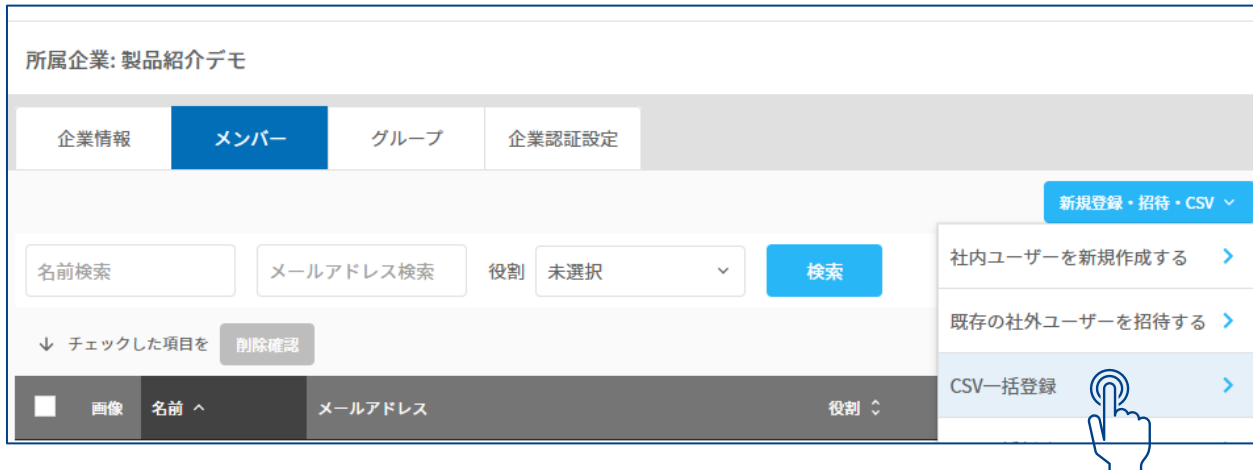 所属企業: 製品紹介デモ
企業情報 メンバー グループ 企業認証設定
新規登録・招待・CSV
名前検索 メールアドレス検索 役割 未選択 検索
社内ユーザーを新規作成する
既存の社外ユーザーを招待する
チェックした項目を 削除確認
CSV一括登録
画像 名前 メールアドレス 役割